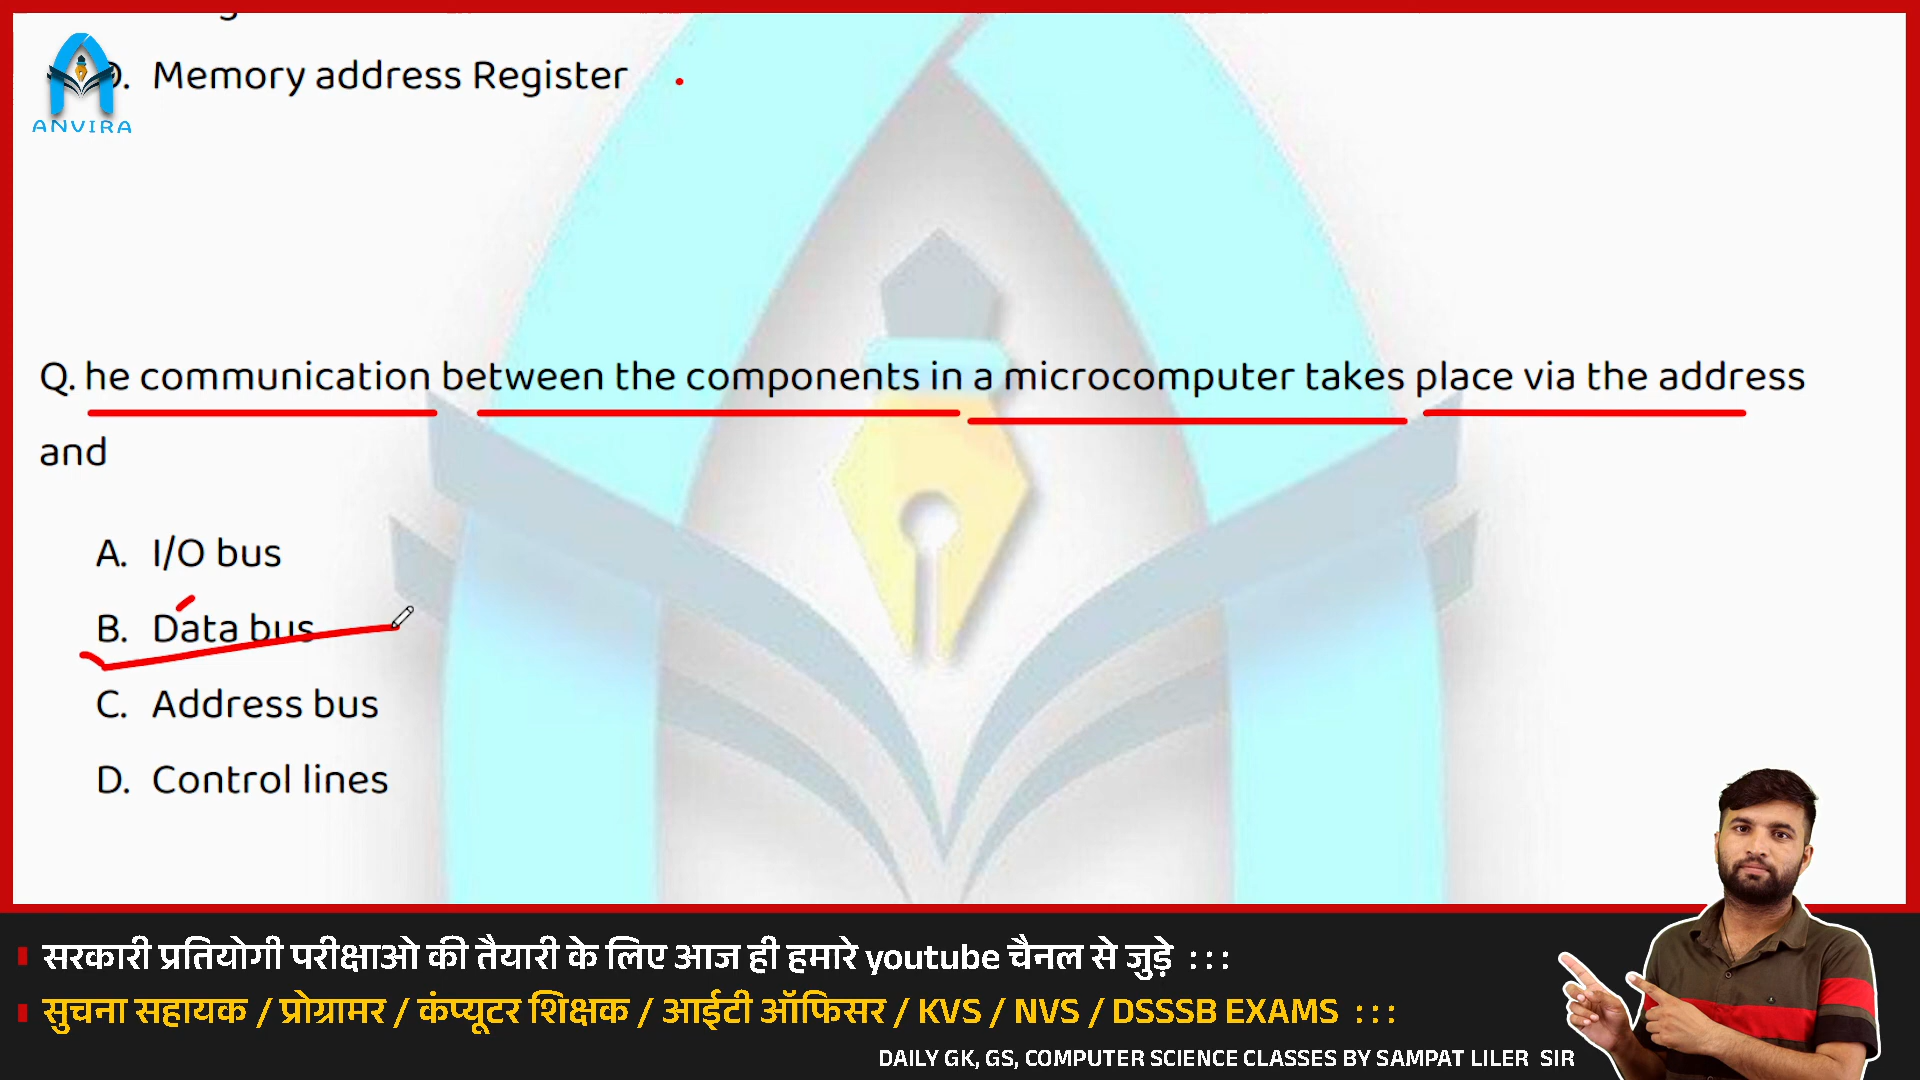 D. Memory address Register
ANVIRA
Q. he communication between the components in a microcomputer takes place via the address
and
A. I/O bus
B. Data bus
C. Address bus
D. Control lines
सरकारी प्रतियोगी परीक्षाओ की तैयारी के लिए आज ही हमारे youtube चैनल से जुड़े :::
सुचना सहायक / प्रोग्रामर / कंप्यूटर शिक्षक / आईटी ऑफिसर / KVS / NVS / DSSSB EXAMS :::
DAILY GK, GS, COMPUTER SCIENCE CLASSES BY SAMPAT LILER SIR